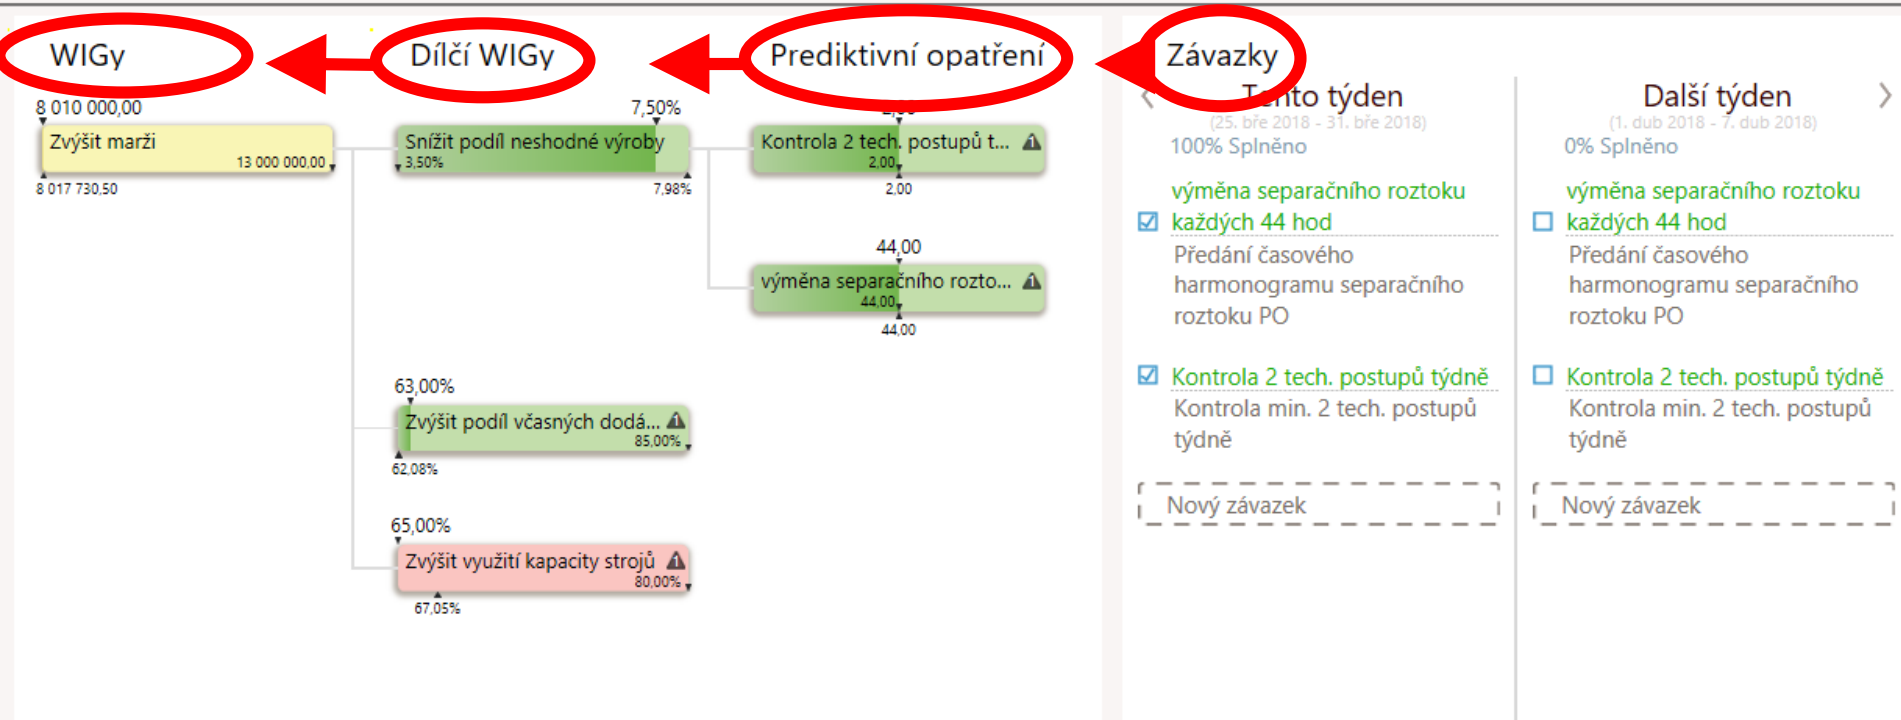 WIGy
Dílčí WIGy
Prediktivní opatření
Závazky
8 010 000,00
Zvýšit marži
13 000 000,00
8 017 730,50
7,50%
Snížit podíl neshodné výroby
3,50%
7,98%
2,00
Kontrola 2 tech. postupů t...
2,00
2,00
44,00
výměna separačního rozto...
44,00
44,00
63,00%
Zvýšit podíl včasných dodá...
85,00%
62,08%
65,00%
Zvýšit využití kapacity strojů
80,00%
67,05%
Tento týden
(25. bře 2018 - 31. bře 2018)
100% Splněno
výměna separačního roztoku
každých 44 hod
Předání časového
harmonogramu separačního
roztoku PO
Kontrola 2 tech. postupů týdně
Kontrola min. 2 tech. postupů
týdně
Nový závazek
Další týden
(1. dub 2018 - 7. dub 2018)
0% Splněno
výměna separačního roztoku
každých 44 hod
Předání časového
harmonogramu separačního
roztoku PO
Kontrola 2 tech. postupů týdně
Kontrola min. 2 tech. postupů
týdně
Nový závazek